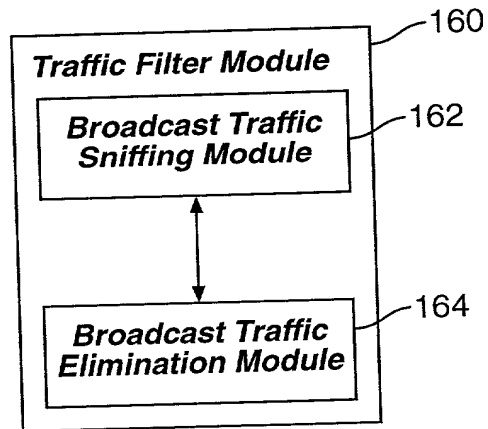 160
Traffic Filter Module
Broadcast Traffic
Sniffing Module
162
Broadcast Traffic
Elimination Module
164